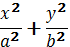 x²/a² + y²/b²